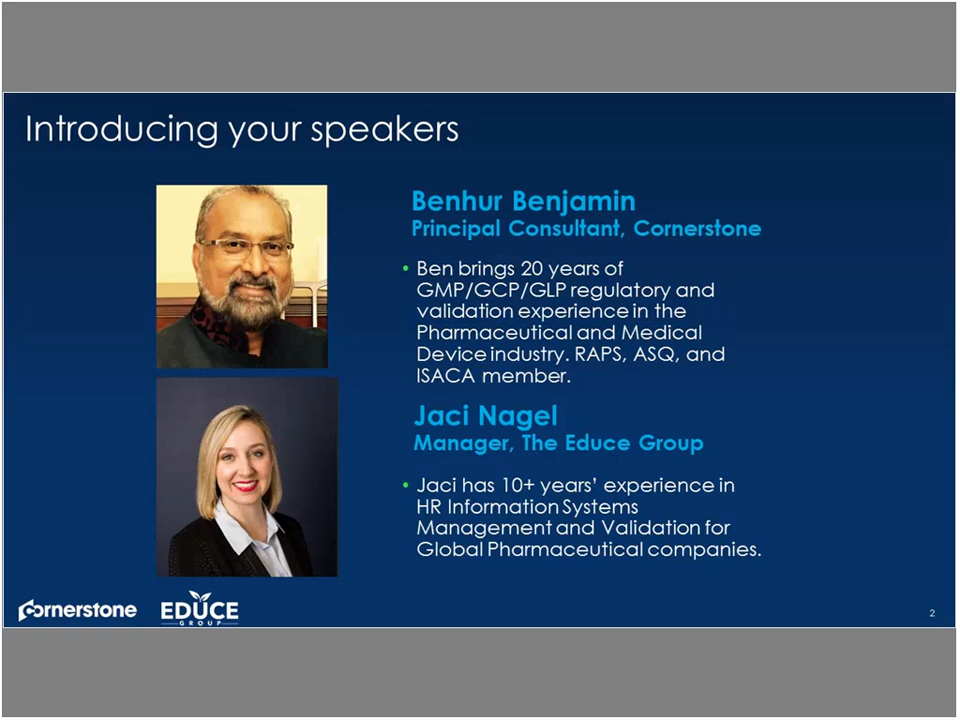 Introducing your speakers
Benhur Benjamin
Principal Consultant, Cornerstone
• Ben brings 20 years of
GMP/GCP/GLP regulatory and
validation experience in the
Pharmaceutical and Medical
Device industry. RAPS, ASQ, and
ISACA member.
Jaci Nagel
Manager, The Educe Group
• Jaci has 10+ years’ experience in
HR Information Systems
Management and Validation for
Global Pharmaceutical companies.
Cornerstone
EDUCE
GROUP
2